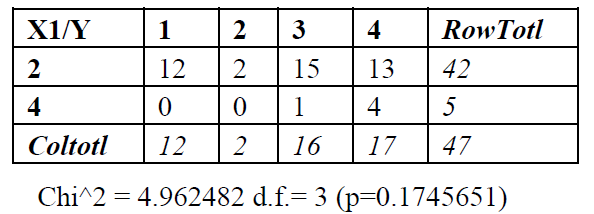 X1/Y 1 2 3 4 RowTotl
2 12 2 15 13 42
4 0 0 1 4 5
Coltotl 12 2 16 17 47
Chi^2 = 4.962482 d.f.= 3 (p=0.1745651)